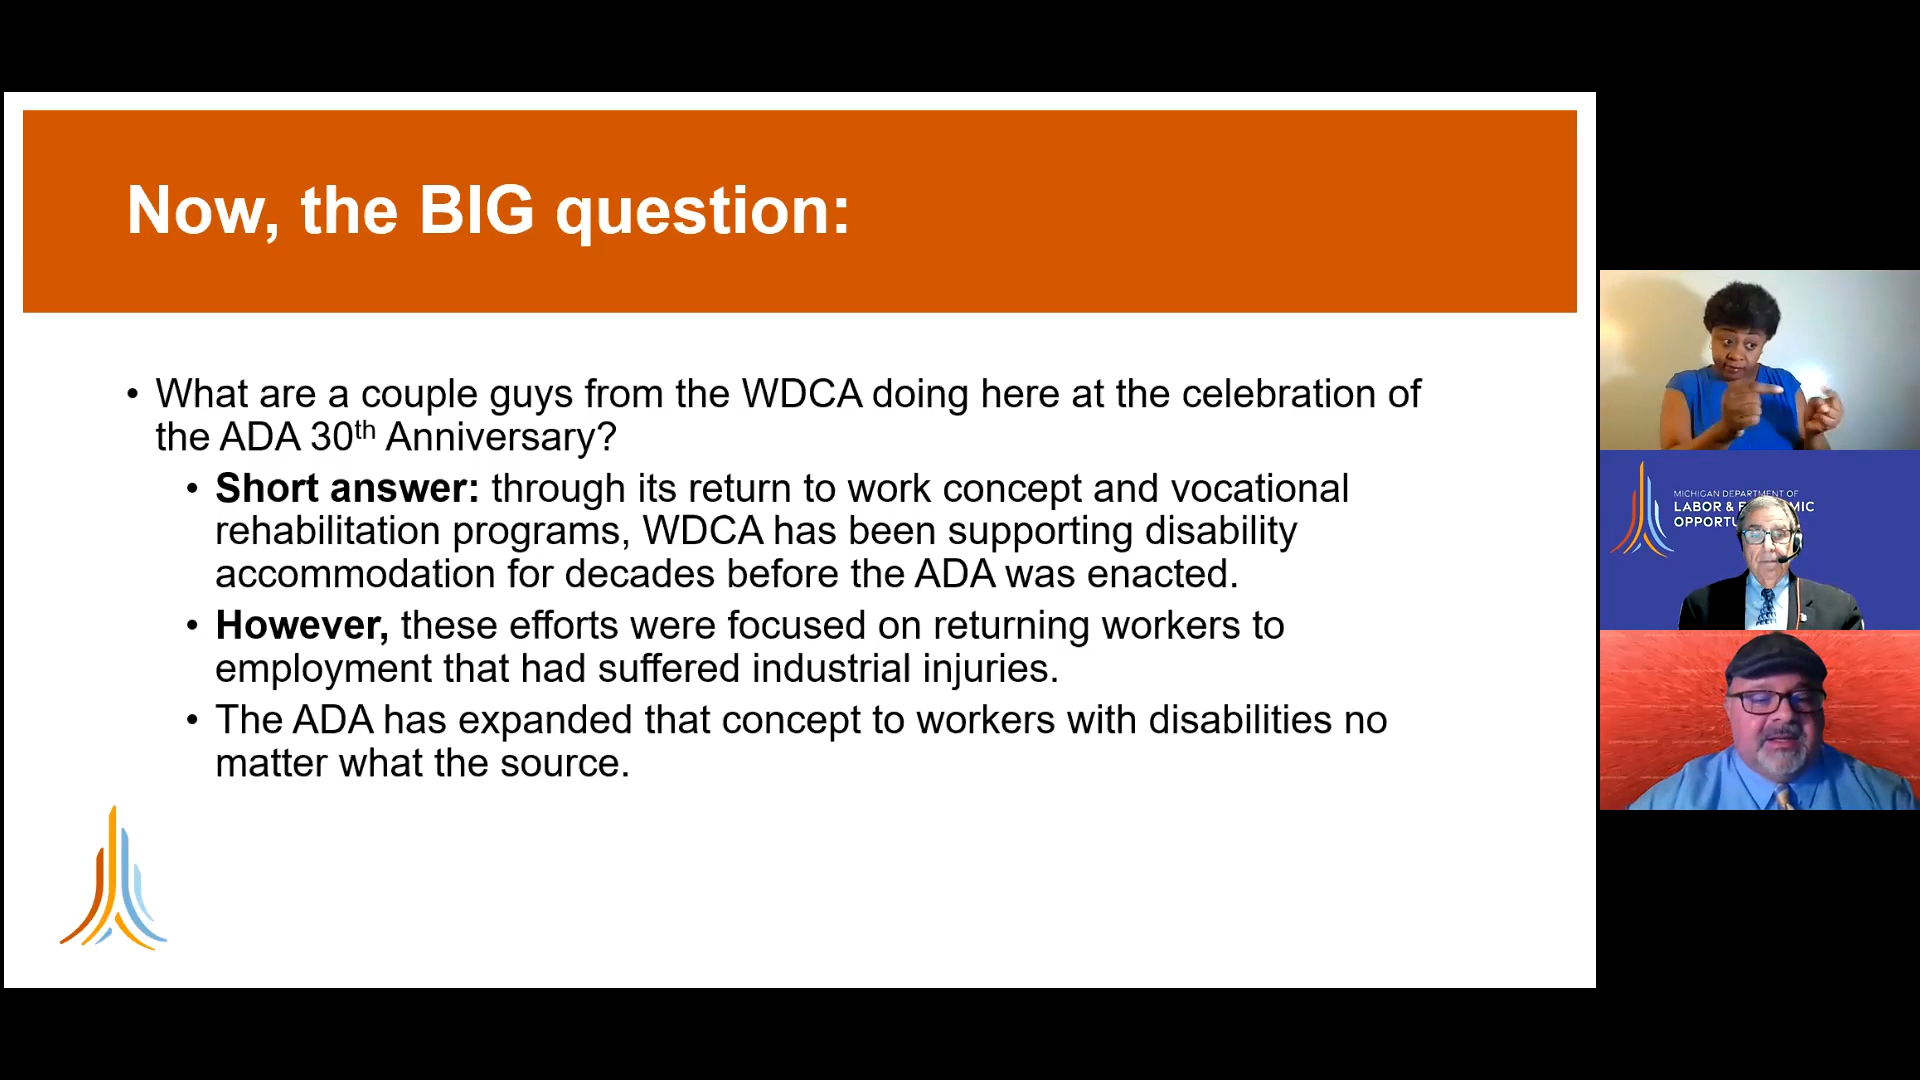 Now, the BIG question:
• What are a couple guys from the WDCA doing here at the celebration of
the ADA 30th Anniversary?
• Short answer: through its return to work concept and vocational
rehabilitation programs, WDCA has been supporting disability
accommodation for decades before the ADA was enacted.
• However, these efforts were focused on returning workers to
employment that had suffered industrial injuries.
• The ADA has expanded that concept to workers with disabilities no
matter what the source.
MICHIGAN DEPARTMENT OF
LABOR &